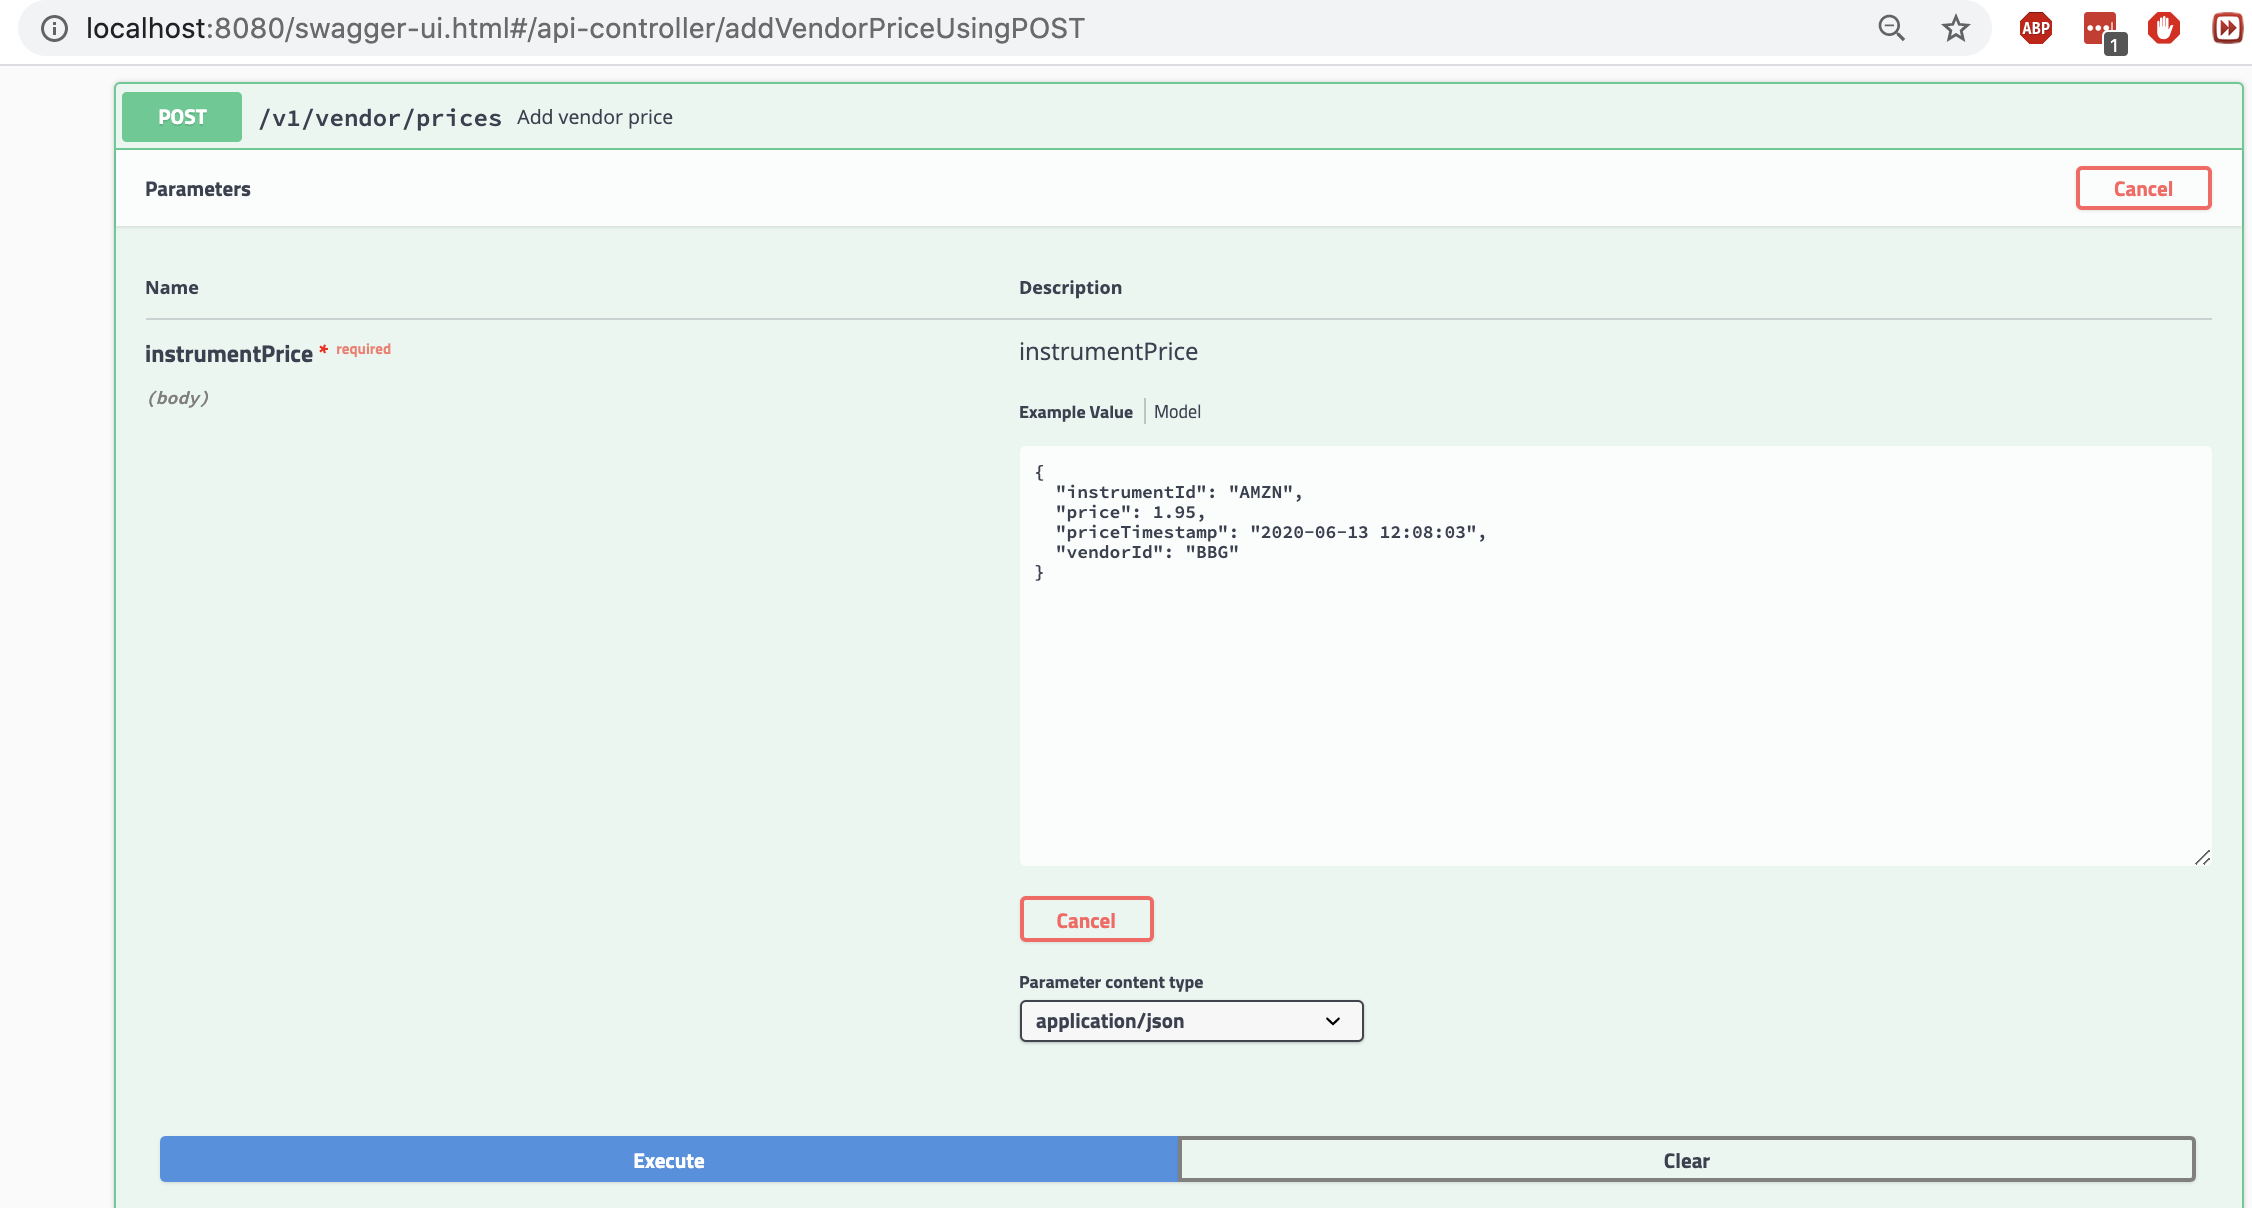 localhost:8080/swagger-ui.html#/api-controller/addVendorPriceUsingPOST
ABP
1
POST /v1/vendor/prices Add vendor price
Parameters
Cancel
Name Description
instrumentPrice * required
(body)
instrumentPrice
Example Value Model
{
  "instrumentId": "AMZN",
  "price": 1.95,
  "priceTimestamp": "2020-06-13 12:08:03",
  "vendorId": "BBG"
}
Cancel
Parameter content type
application/json
Execute Clear